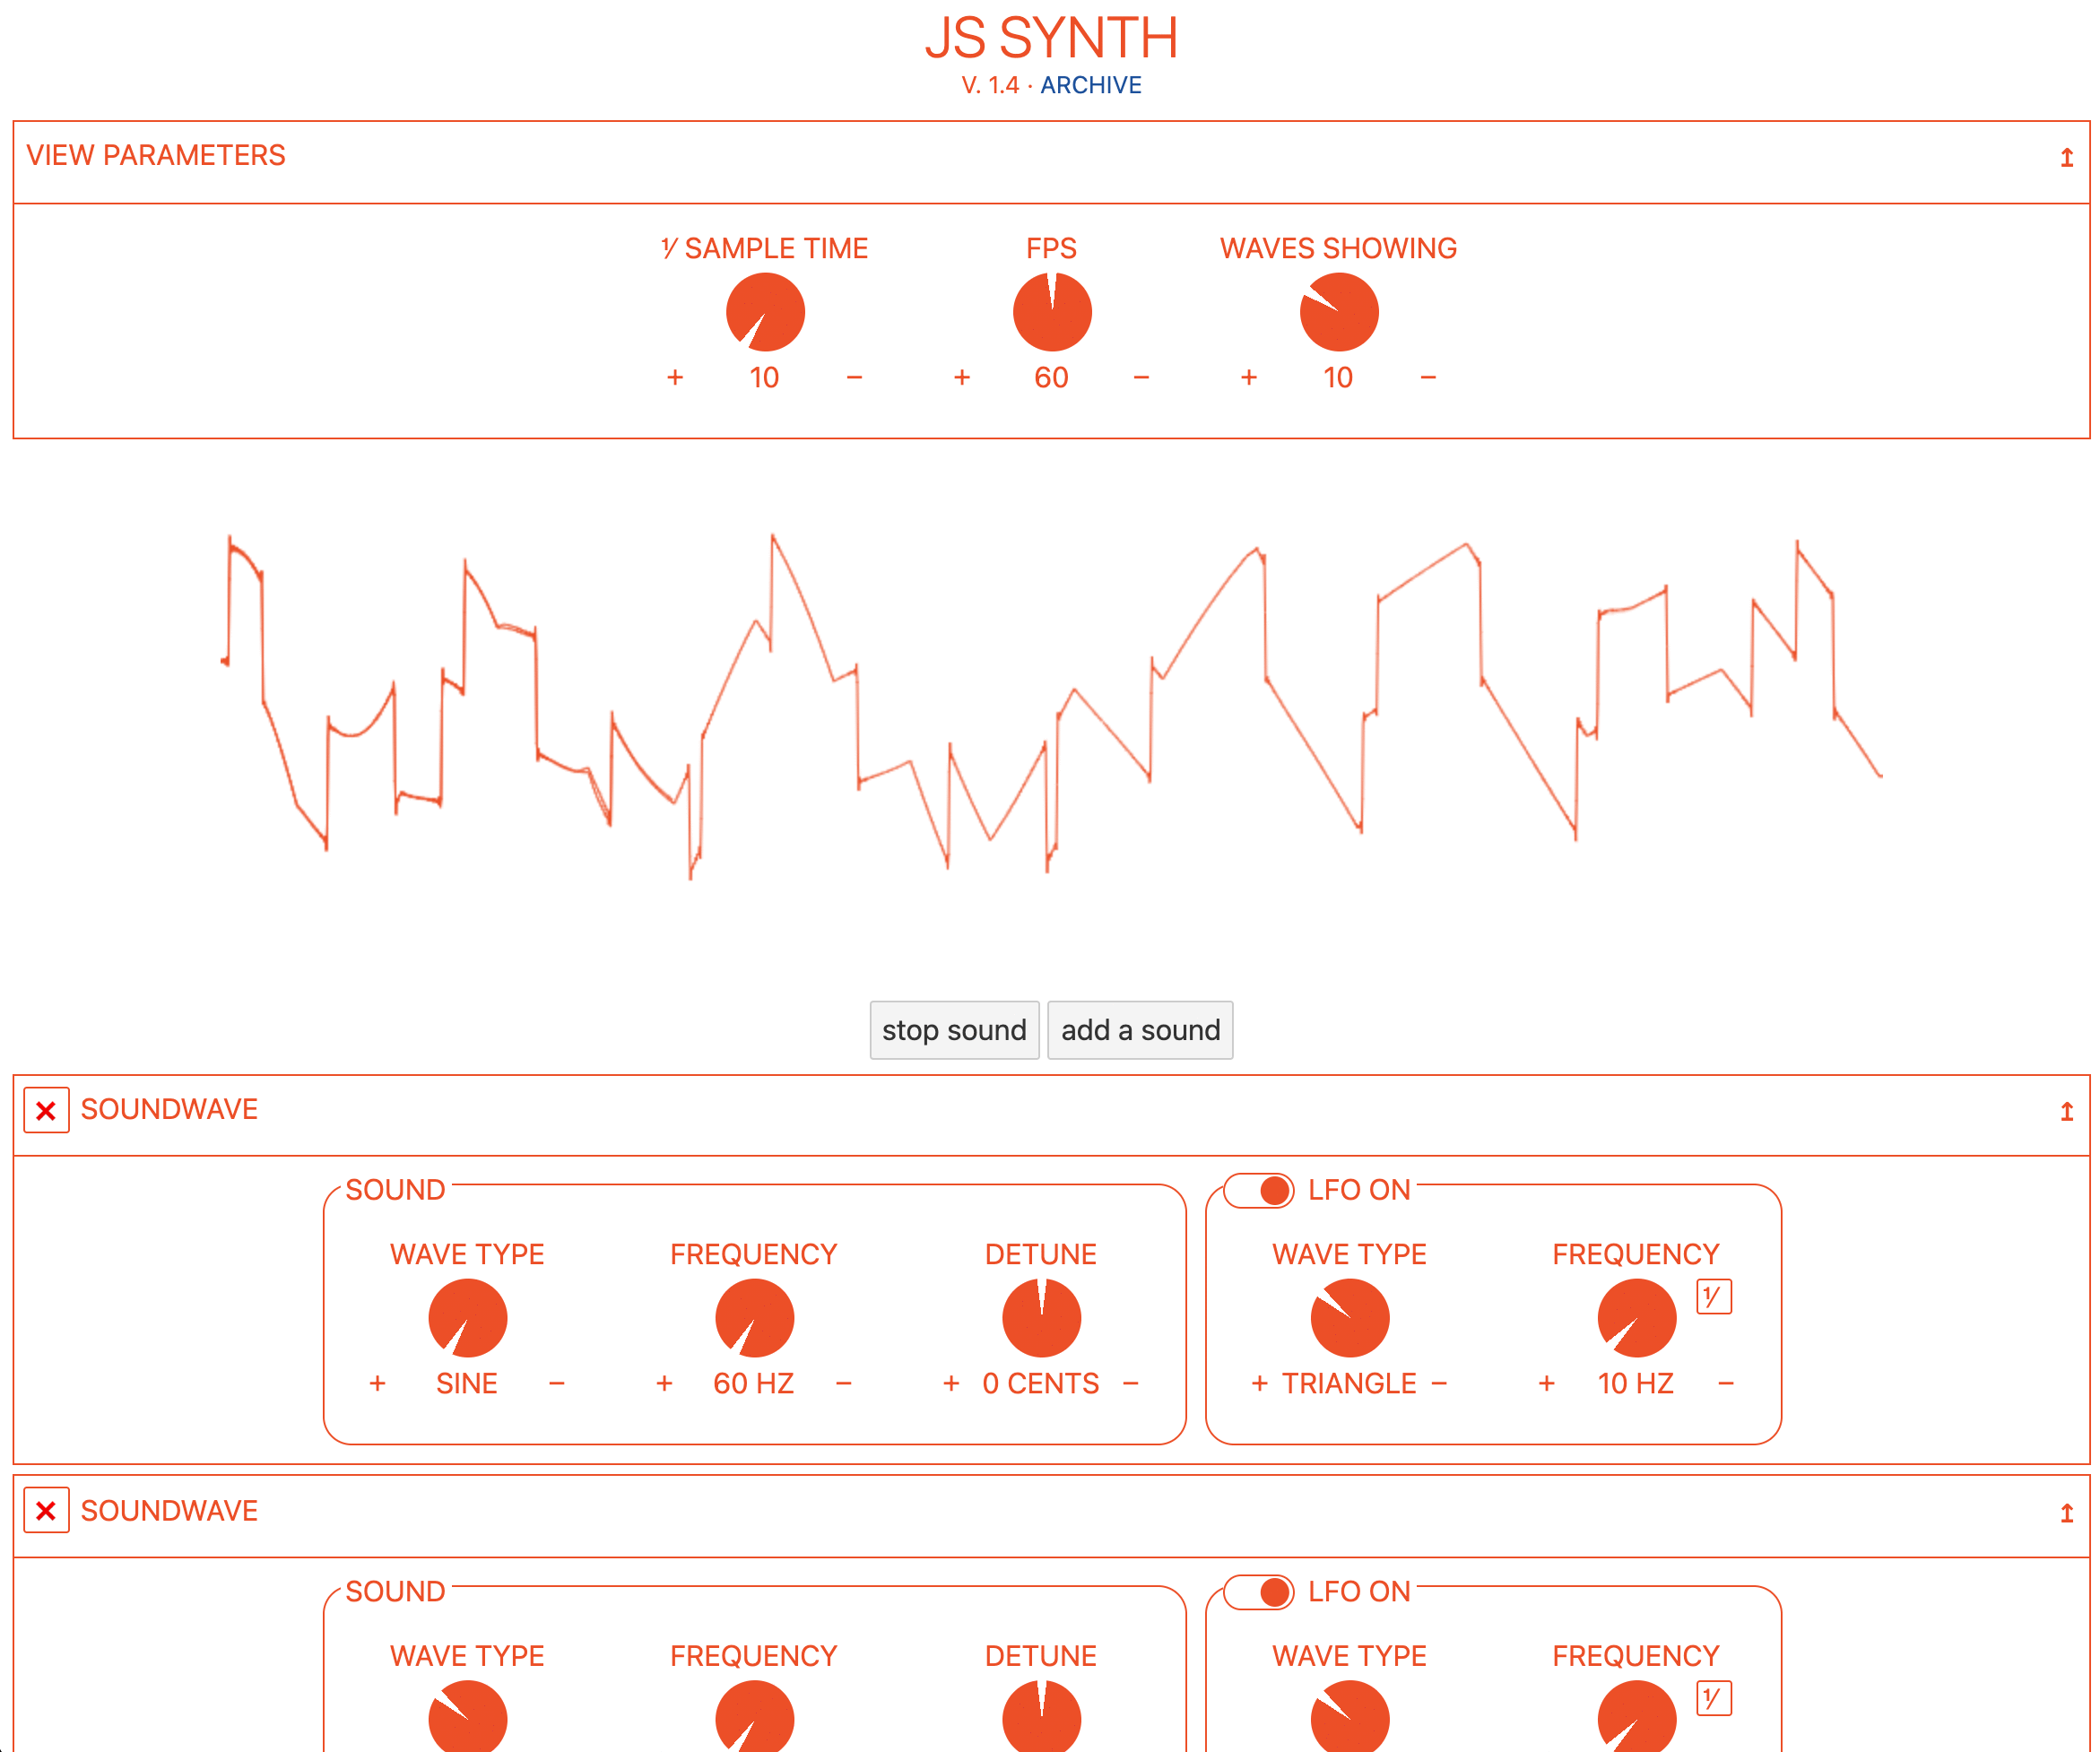 JS SYNTH
V. 1.4 · ARCHIVE
VIEW PARAMETERS ↥
⅟ SAMPLE TIME FPS WAVES SHOWING
+ 10 − + 60 − + 10 −
stop sound add a sound
× SOUNDWAVE ↥
SOUND LFO ON
WAVE TYPE FREQUENCY DETUNE WAVE TYPE FREQUENCY
⅟
+ SINE − + 60 HZ − + 0 CENTS − + TRIANGLE − + 10 HZ −
× SOUNDWAVE ↥
SOUND LFO ON
WAVE TYPE FREQUENCY DETUNE WAVE TYPE FREQUENCY
⅟